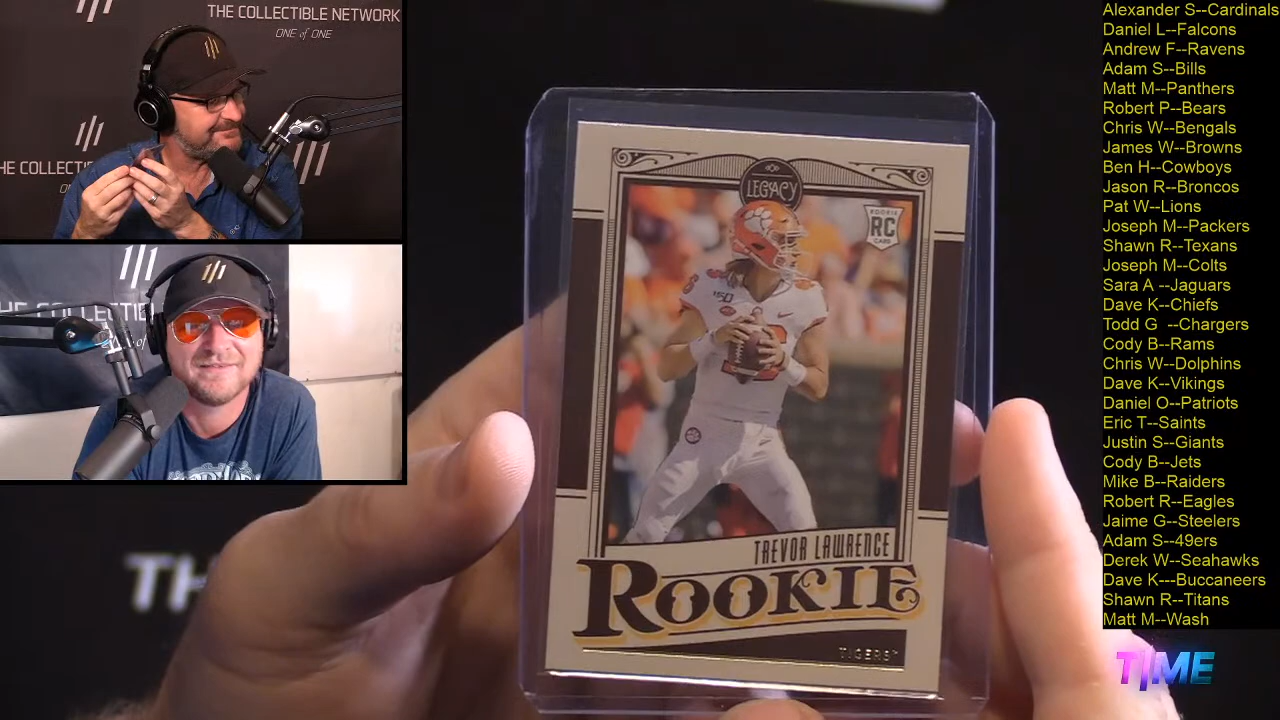 THE COLLECTIBLE NETWORK
ONE of ONE
THE COLLECTIB
LEGACY
ROOKIE
RC
CARD
150
TREVOR LAWRENCE
ROOKIE
TIGERS
TH
Alexander S--Cardinals
Daniel L--Falcons
Andrew F--Ravens
Adam S--Bills
Matt M--Panthers
Robert P--Bears
Chris W--Bengals
James W--Browns
Ben H--Cowboys
Jason R--Broncos
Pat W--Lions
Joseph M--Packers
Shawn R--Texans
Joseph M--Colts
Sara A --Jaguars
Dave K--Chiefs
Todd G  --Chargers
Cody B--Rams
Chris W--Dolphins
Dave K--Vikings
Daniel O--Patriots
Eric T--Saints
Justin S--Giants
Cody B--Jets
Mike B--Raiders
Robert R--Eagles
Jaime G--Steelers
Adam S--49ers
Derek W--Seahawks
Dave K---Buccaneers
Shawn R--Titans
Matt M--Wash
TIME